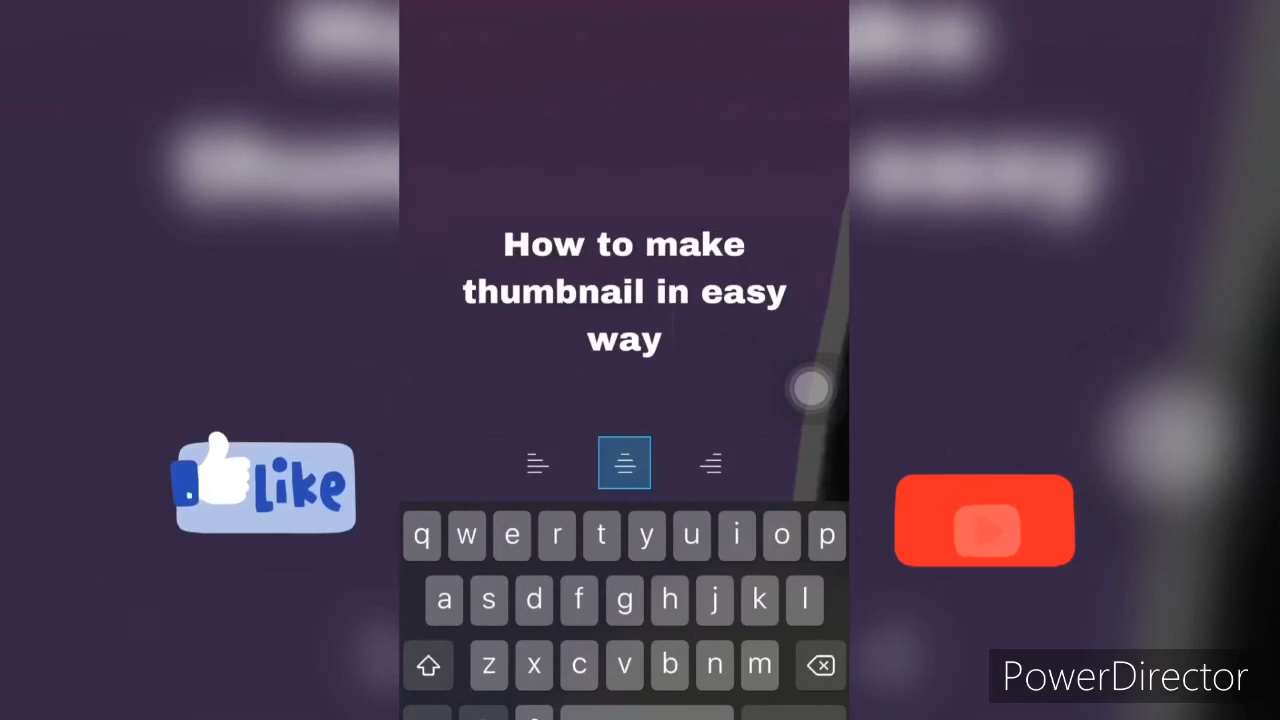 How to make
thumbnail in easy
way
Like
q w e r t y u i o p
a s d f g h j k l
z x c v b n m
PowerDirector